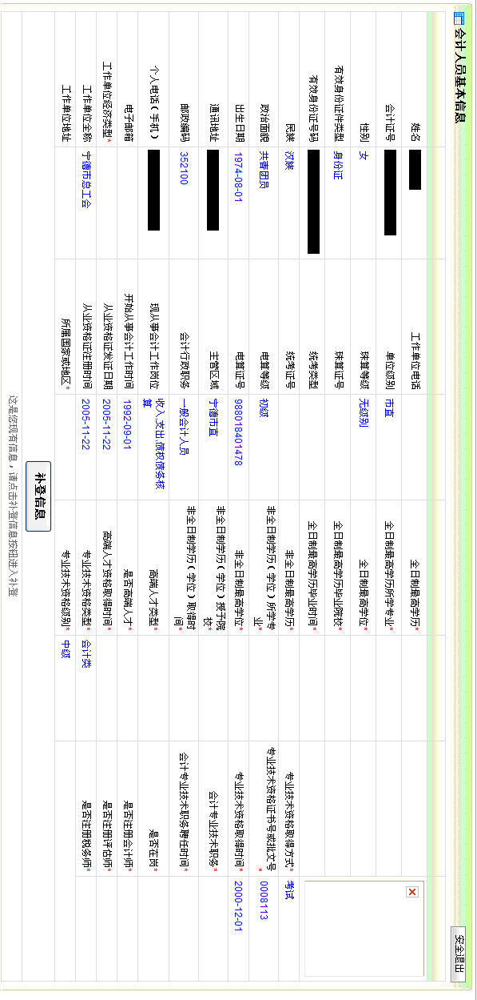 会计人员基本信息
安全退出
姓名
工作单位电话
全日制最高学历*
会计证号
单位级别 市直
全日制最高学历所学专业*
性别 女
珠算等级 无级别
全日制最高学位*
有效身份证件类型 身份证
珠算证号
全日制最高学历毕业院校*
有效身份证号码
统考类型
全日制最高学历毕业时间*
民族 汉族
统考证号
非全日制最高学历*
专业技术资格取得方式* 考试
政治面貌 共青团员
电算等级 初级
非全日制学历(学位)所学专业*
专业技术资格证书号或批文号* 0008113
出生日期 1974-08-01
电算证号 988018401478
非全日制最高学位*
专业技术资格取得时间* 2000-12-01
通讯地址
主管区域 宁德市直
非全日制学历(学位)授予院校*
会计专业技术职务*
邮政编码 352100
会计行政职务 一般会计人员
非全日制学历(学位)取得时间*
会计专业技术职务聘任时间*
个人电话(手机)
现从事会计工作岗位 收入,支出,债权债务核算
高端人才类型*
是否在岗*
电子邮箱
开始从事会计工作时间 1992-09-01
是否高端人才*
是否注册会计师*
工作单位经济类型*
从业资格证发证日期 2005-11-22
高端人才资格取得时间*
是否注册评估师*
工作单位全称 宁德市总工会
从业资格证注册时间 2005-11-22
专业技术资格类型* 会计类
是否注册税务师*
工作单位地址
所属国家或地区*
专业技术资格级别* 中级
补登信息
这是您现有信息，请点击补登信息按钮进入补登